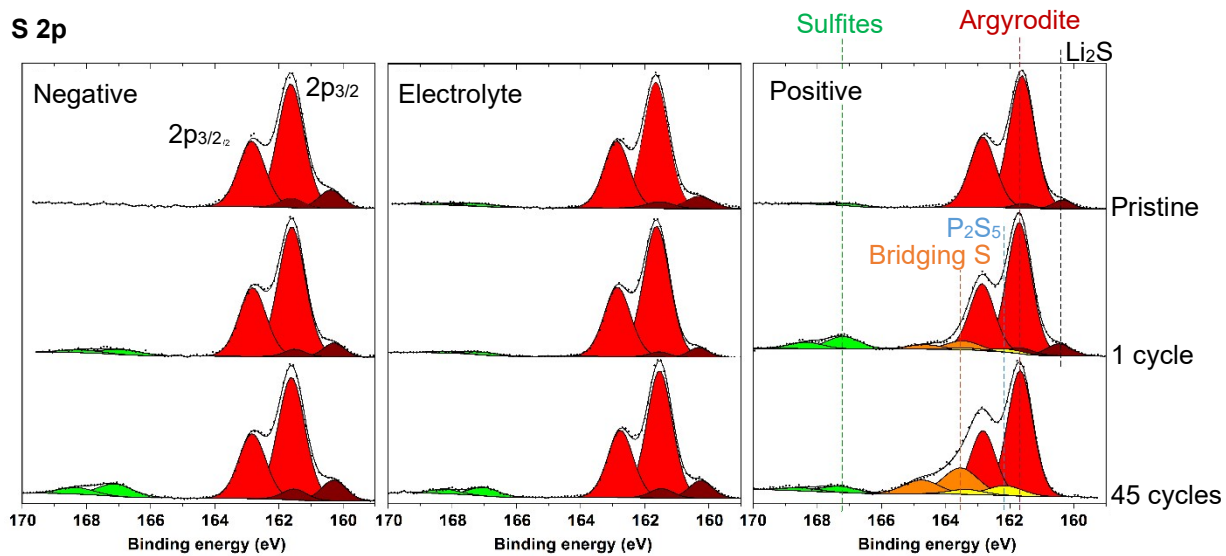 S 2p
Sulfites
Argyrodite
Li₂S
Negative
2p3/2
2p3/2/2
Electrolyte
Positive
Pristine
P₂S₅
Bridging S
1 cycle
45 cycles
170 168 166 164 162 160
170 168 166 164 162 160
170 168 166 164 162 160
Binding energy (eV)
Binding energy (eV)
Binding energy (eV)